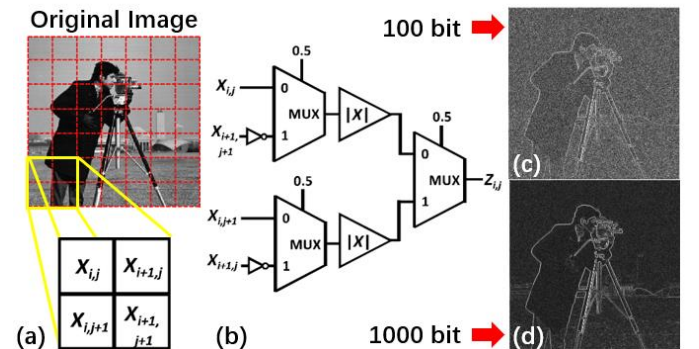 Original Image
X_{i,j} X_{i+1,j}
X_{i,j+1} X_{i+1, j+1}
(a)
0.5
X_{i,j} 0
MUX |X|
X_{i+1, j+1} 1
0.5
0
MUX Z_{i,j}
1
0.5
X_{i,j+1} 0
MUX |X|
X_{i+1,j} 1
(b)
100 bit
(c)
1000 bit
(d)